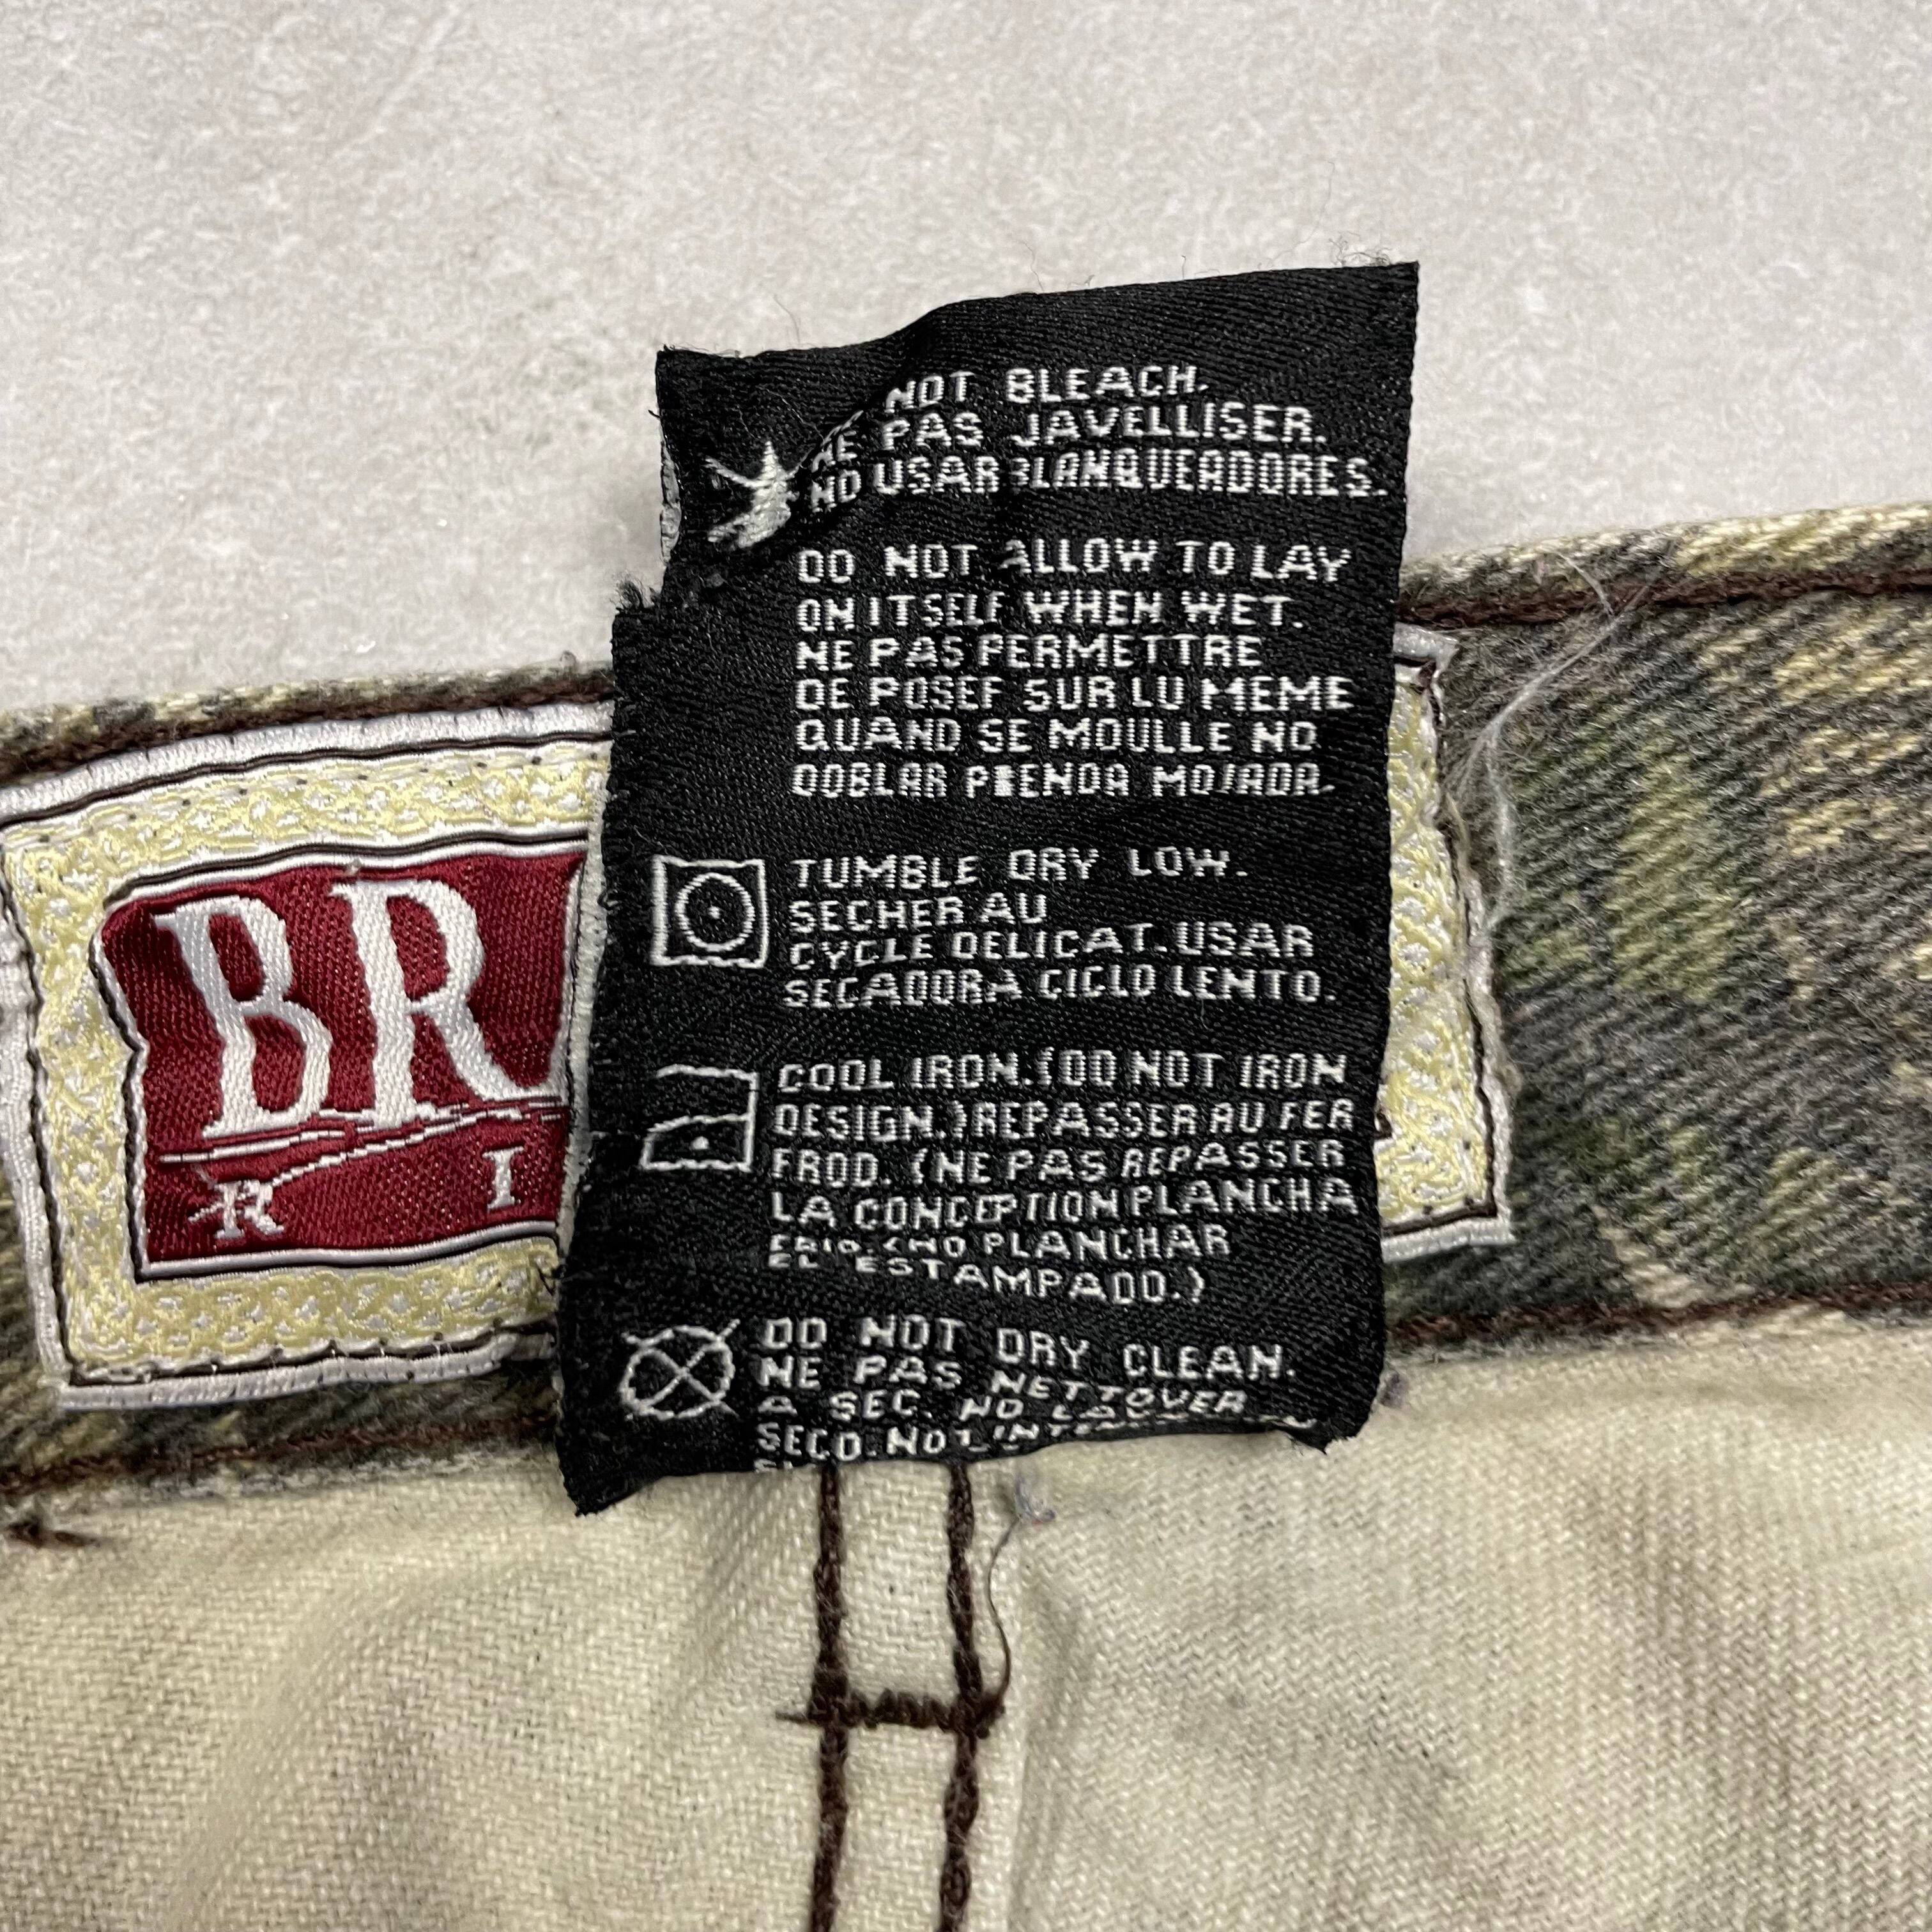 NOT BLEACH.
NE PAS JAVELLISER.
NO USAR BLANQUEADORES.
DO NOT ALLOW TO LAY
ON ITSELF WHEN WET.
NE PAS PERMETTRE
DE POSEF SUR LU MEME
QUAND SE MOULLE NO
DOBLAR PRENDA MOJADA.
TUMBLE DRY LOW.
SECHER AU
CYCLE DELICAT. USAR
SECADORA CICLO LENTO.
COOL IRON. (DO NOT IRON
DESIGN.) REPASSER AU FER
FROD. (NE PAS REPASSER
LA CONCEPTION PLANCHA
FRIO. (NO PLANCHAR
EL ESTAMPADO.)
DO NOT DRY CLEAN.
NE PAS NETTOYER
A SEC. NO LAVAR
SECO. NO
BR
R I